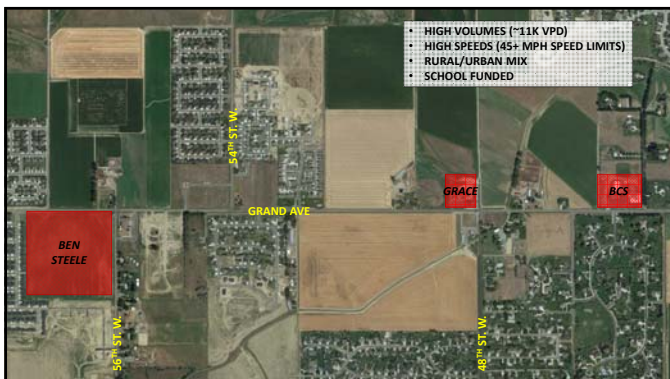 • HIGH VOLUMES (~11K VPD)
• HIGH SPEEDS (45+ MPH SPEED LIMITS)
• RURAL/URBAN MIX
• SCHOOL FUNDED
54TH ST. W.
GRACE
BCS
GRAND AVE
BEN
STEELE
56TH ST. W.
48TH ST. W.